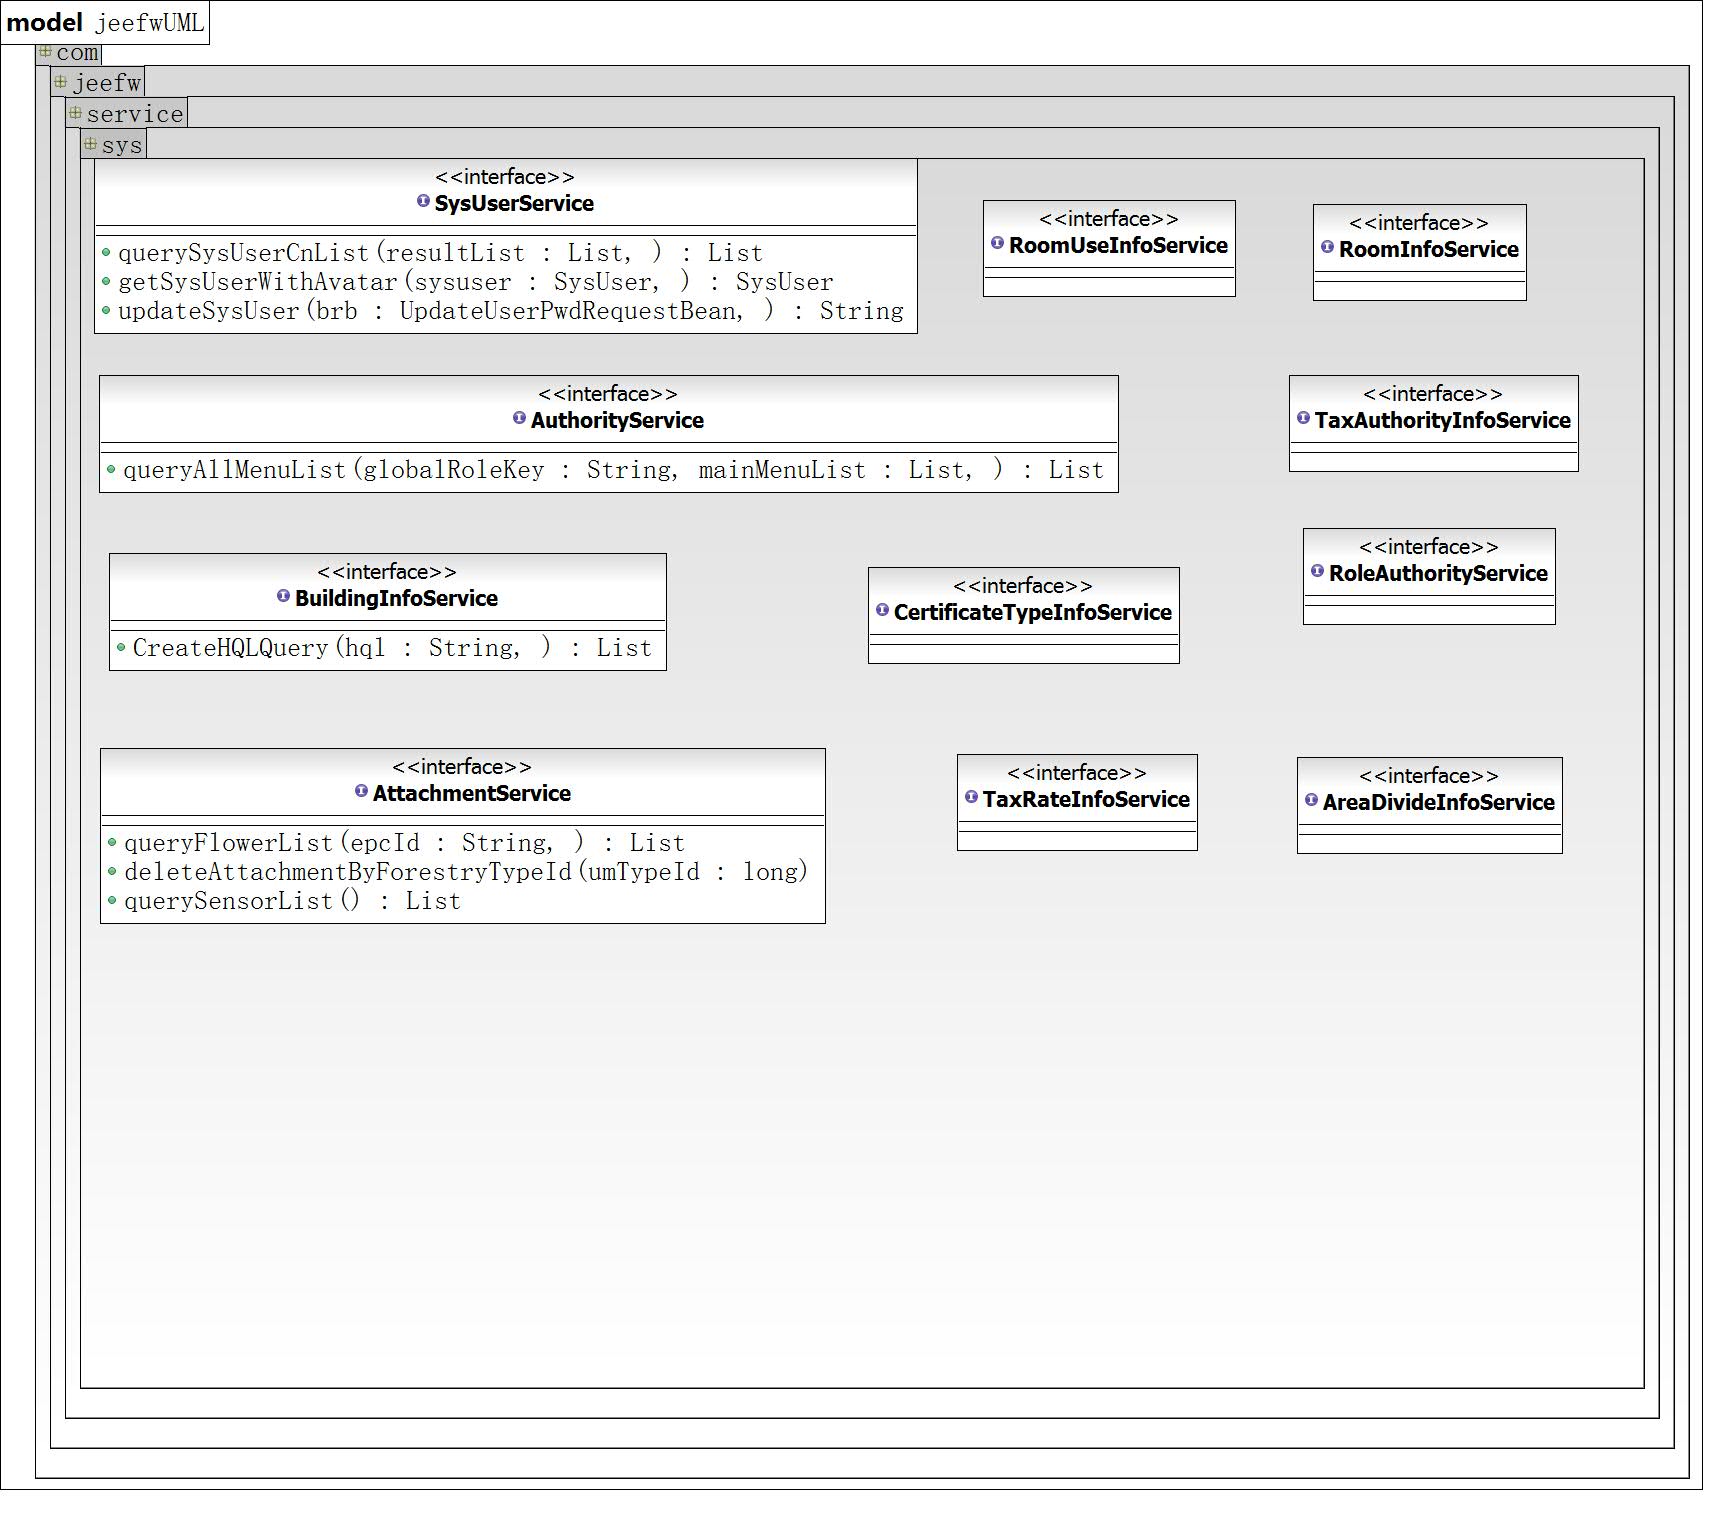 model jeefwUML
com
jeefw
service
sys
<<interface>>
SysUserService
querySysUserCnList(resultList : List, ) : List
getSysUserWithAvatar(sysuser : SysUser, ) : SysUser
updateSysUser(brb : UpdateUserPwdRequestBean, ) : String
<<interface>>
RoomUseInfoService
<<interface>>
RoomInfoService
<<interface>>
AuthorityService
queryAllMenuList(globalRoleKey : String, mainMenuList : List, ) : List
<<interface>>
TaxAuthorityInfoService
<<interface>>
BuildingInfoService
CreateHQLQuery(hql : String, ) : List
<<interface>>
CertificateTypeInfoService
<<interface>>
RoleAuthorityService
<<interface>>
AttachmentService
queryFlowerList(epcId : String, ) : List
deleteAttachmentByForestryTypeId(umTypeId : long)
querySensorList() : List
<<interface>>
TaxRateInfoService
<<interface>>
AreaDivideInfoService